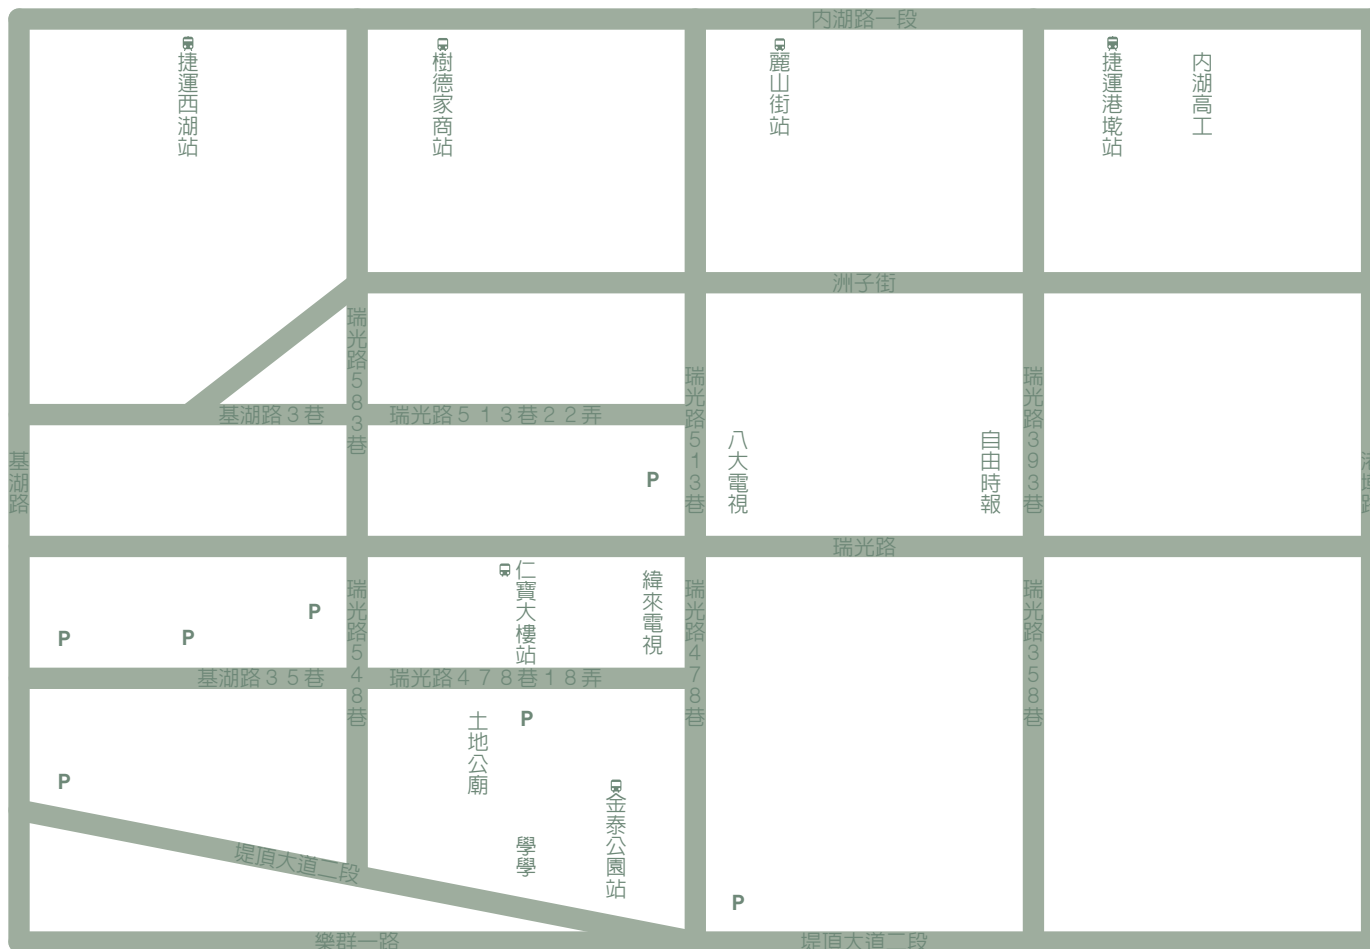 内湖路一段
捷運西湖站
樹德家商站
麗山街站
捷運港墘站
内湖高工
洲子街
瑞光路583巷
基湖路3巷
瑞光路513巷22弄
瑞光路513巷
瑞光路393巷
八大電視
自由時報
基湖路
P
瑞光路
仁寶大樓站
緯來電視
P
P
P
瑞光路548巷
瑞光路478巷
瑞光路358巷
基湖路35巷
瑞光路478巷18弄
土地公廟
P
P
金泰公園站
學學
堤頂大道二段
P
樂群一路
堤頂大道二段